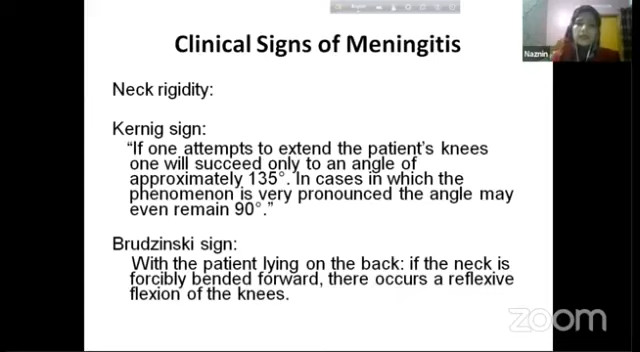 Clinical Signs of Meningitis
Naznin
Neck rigidity:
Kernig sign:
“If one attempts to extend the patient’s knees
one will succeed only to an angle of
approximately 135°. In cases in which the
phenomenon is very pronounced the angle may
even remain 90°.”
Brudzinski sign:
With the patient lying on the back: if the neck is
forcibly bended forward, there occurs a reflexive
flexion of the knees.
zoom